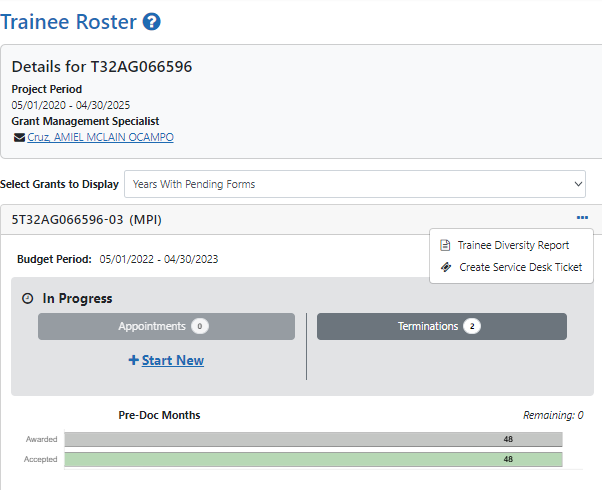 Trainee Roster ?
Details for T32AG066596
Project Period
05/01/2020 - 04/30/2025
Grant Management Specialist
Cruz, AMIEL MCLAIN OCAMPO
Select Grants to Display Years With Pending Forms
5T32AG066596-03 (MPI) ...
Trainee Diversity Report
Budget Period: 05/01/2022 - 04/30/2023
Create Service Desk Ticket
In Progress
Appointments 0 Terminations 2
+ Start New
Pre-Doc Months Remaining: 0
Awarded 48
Accepted 48